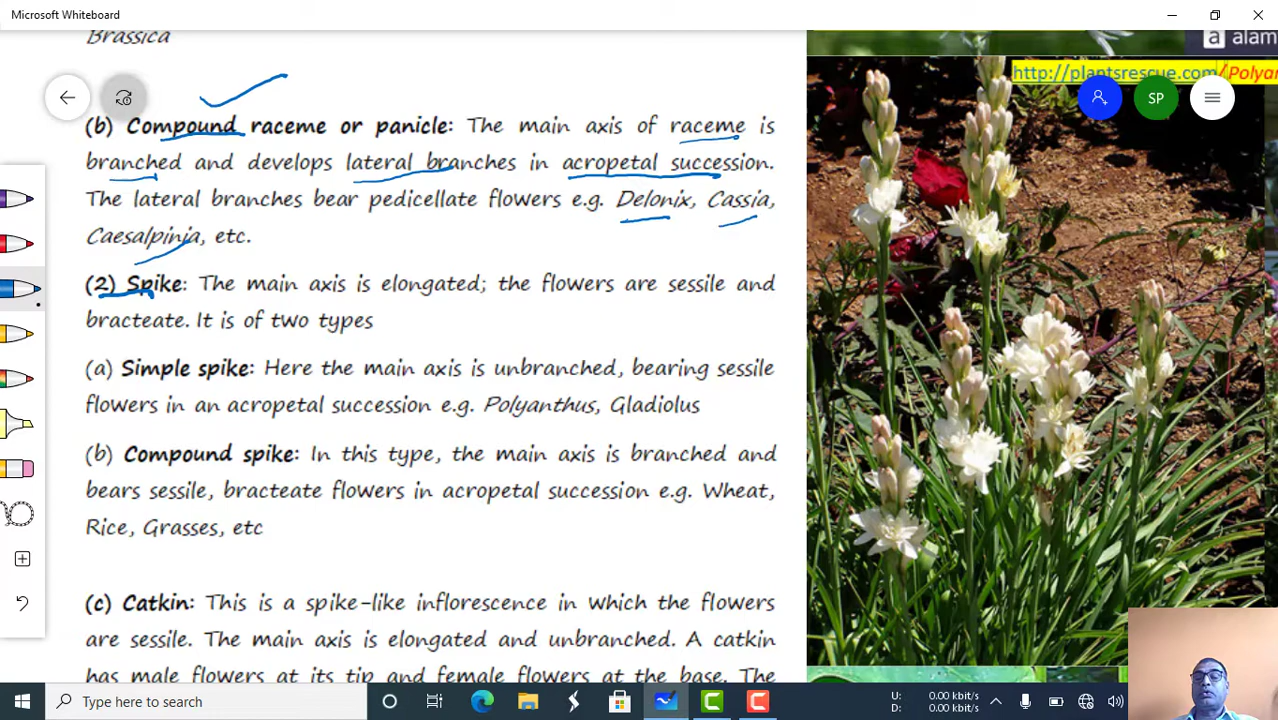 Microsoft Whiteboard
Brassica
a alam
http://plantsrescue.com/Polyan
SP
(b) Compound raceme or panicle: The main axis of raceme is
branched and develops lateral branches in acropetal succession.
The lateral branches bear pedicellate flowers e.g. Delonix, Cassia,
Caesalpinia, etc.
(2) Spike: The main axis is elongated; the flowers are sessile and
bracteate. It is of two types
(a) Simple spike: Here the main axis is unbranched, bearing sessile
flowers in an acropetal succession e.g. Polyanthus, Gladiolus
(b) Compound spike: In this type, the main axis is branched and
bears sessile, bracteate flowers in acropetal succession e.g. Wheat,
Rice, Grasses, etc
(c) Catkin: This is a spike-like inflorescence in which the flowers
are sessile. The main axis is elongated and unbranched. A catkin
has male flowers at its tip and female flowers at the base. The
Type here to search
U: 0.00 kbit/s
D: 0.00 kbit/s